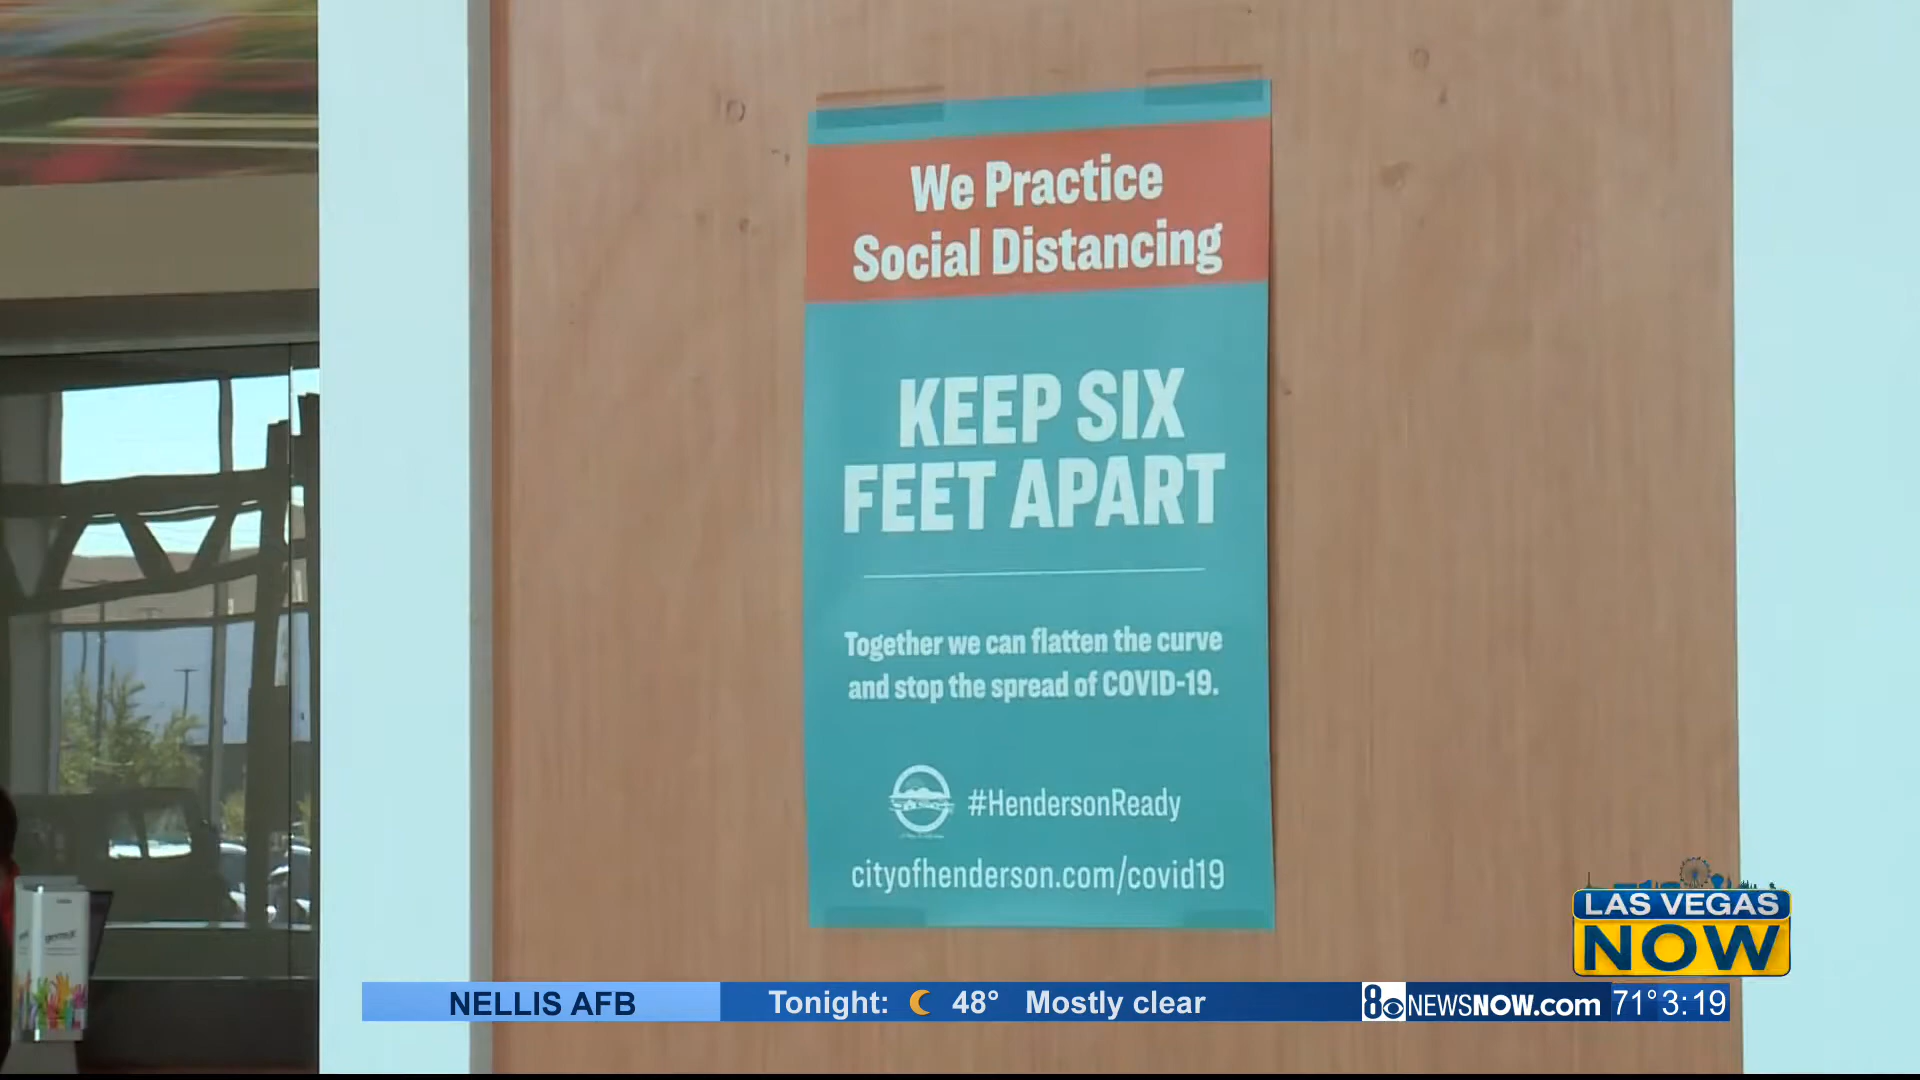 We Practice
Social Distancing
KEEP SIX
FEET APART
Together we can flatten the curve
and stop the spread of COVID-19.
#HendersonReady
cityofhenderson.com/covid19
LAS VEGAS
NOW
NELLIS AFB
Tonight: 48° Mostly clear
8 NEWSNOW.com 71° 3:19